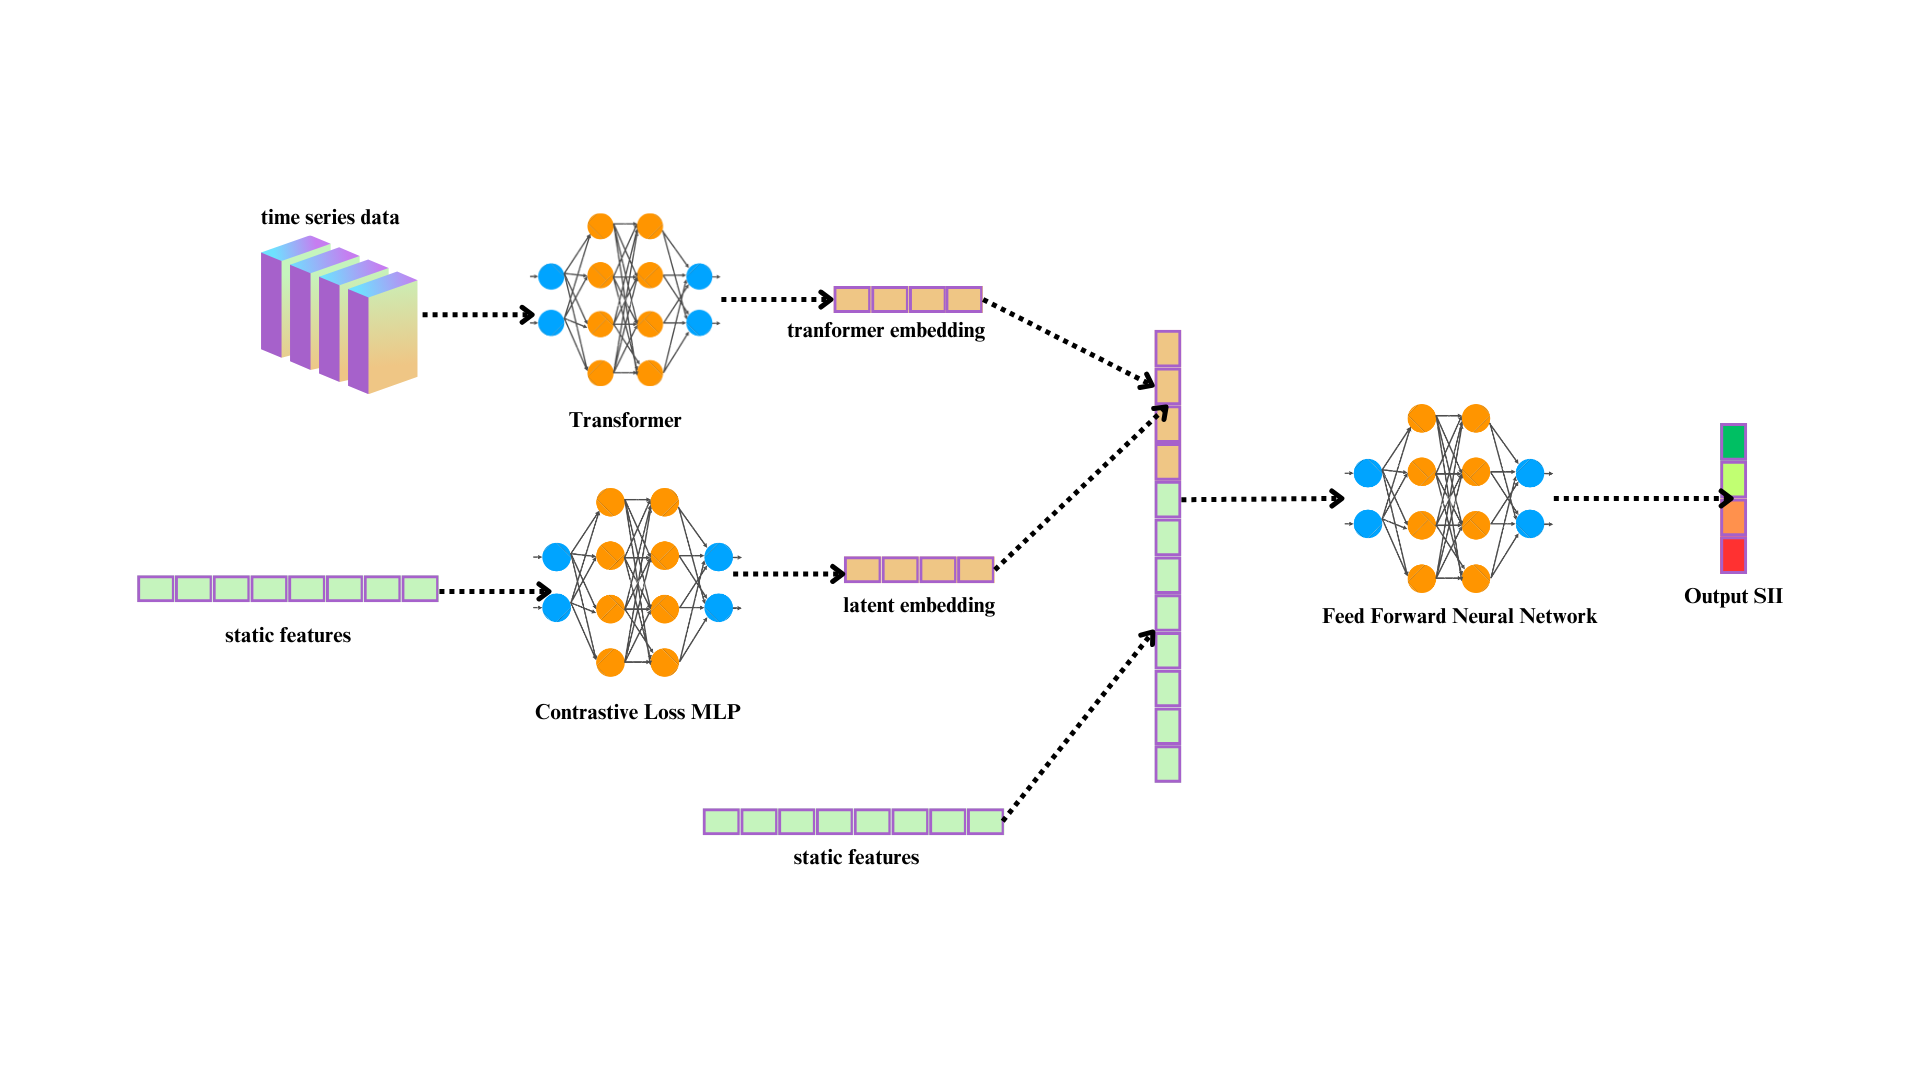 time series data
Transformer
tranformer embedding
static features
Contrastive Loss MLP
latent embedding
static features
Feed Forward Neural Network
Output SII